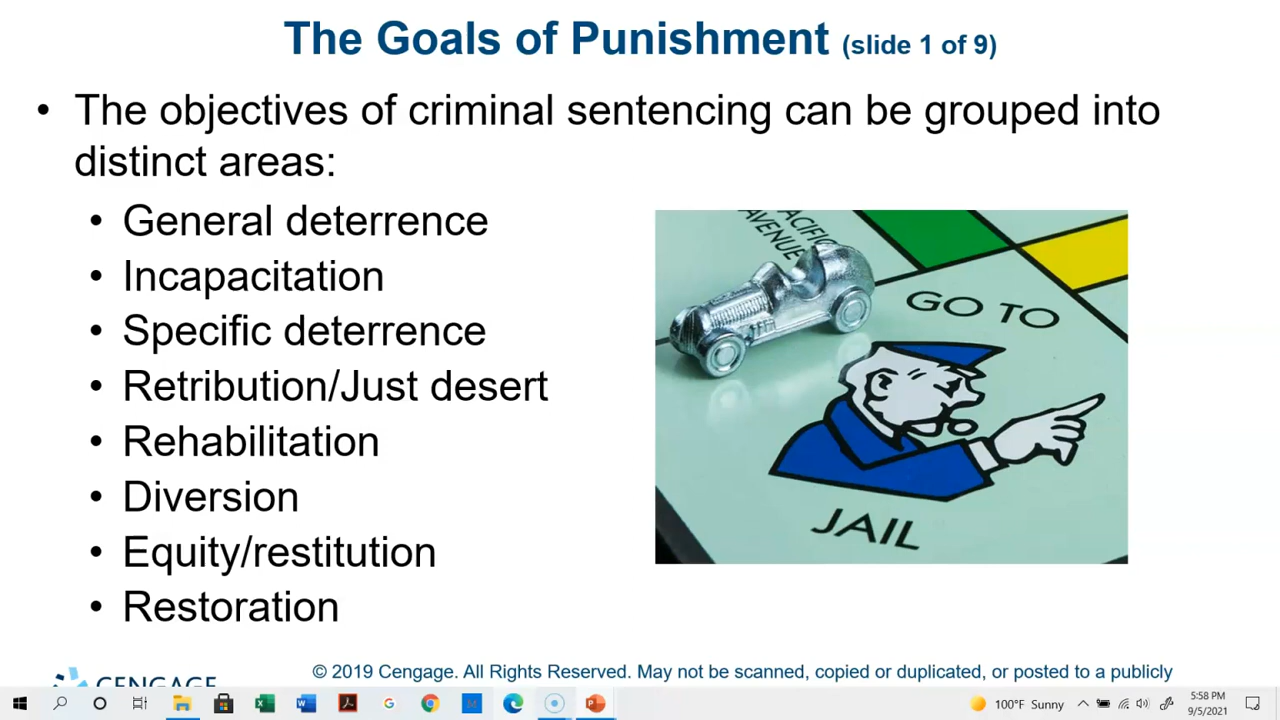 The Goals of Punishment (slide 1 of 9)
• The objectives of criminal sentencing can be grouped into
distinct areas:
• General deterrence
• Incapacitation
• Specific deterrence
• Retribution/Just desert
• Rehabilitation
• Diversion
• Equity/restitution
• Restoration
PACIFIC
AVENUE
GO TO
JAIL
CENGAGE
© 2019 Cengage. All Rights Reserved. May not be scanned, copied or duplicated, or posted to a publicly
100°F Sunny
5:58 PM
9/5/2021